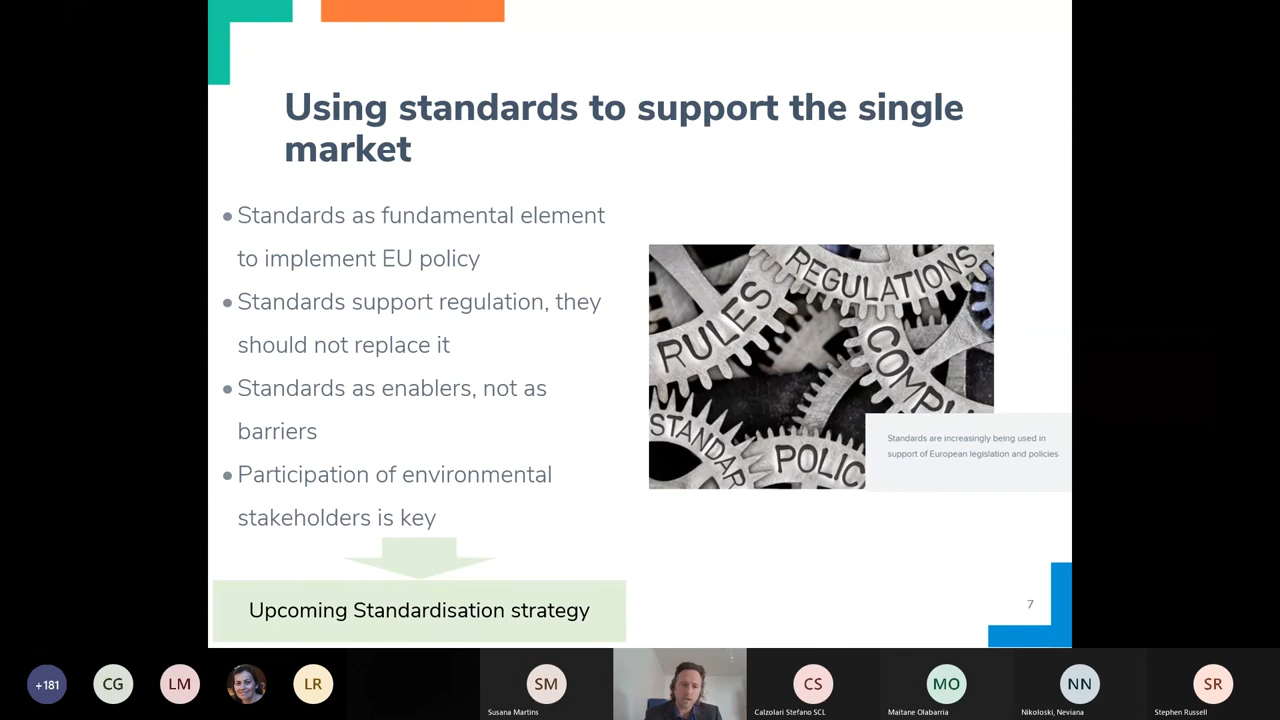 Using standards to support the single
market
• Standards as fundamental element
to implement EU policy
• Standards support regulation, they
should not replace it
• Standards as enablers, not as
barriers
• Participation of environmental
stakeholders is key
Upcoming Standardisation strategy
RULES
REGULATIONS
COMPL
STANDAR
POLIC
Standards are increasingly being used in
support of European legislation and policies
7
+181
CG
LM
LR
SM
Susana Martins
CS
Calzolari Stefano SCL
MO
Maitane Olabarria
NN
Nikoloski, Neviana
SR
Stephen Russell